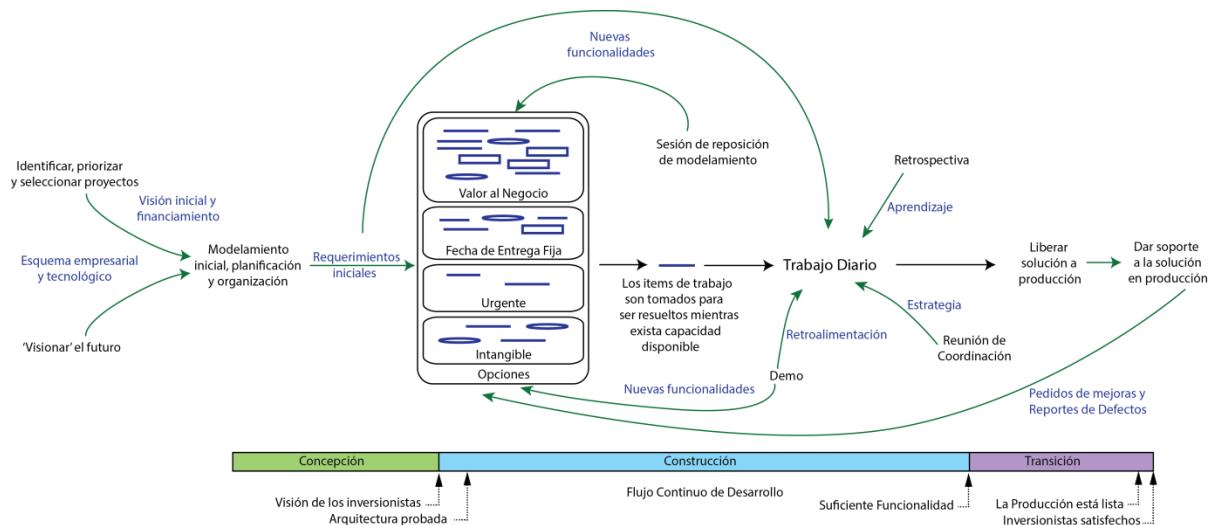 Nuevas
funcionalidades
Sesión de reposición
de modelamiento
Identificar, priorizar
y seleccionar proyectos
Visión inicial y
financiamiento
Esquema empresarial
y tecnológico
Modelamiento
inicial, planificación
y organización
'Visionar' el futuro
Requerimientos
iniciales
Valor al Negocio
Fecha de Entrega Fija
Urgente
Intangible
Opciones
Los items de trabajo
son tomados para
ser resueltos mientras
exista capacidad
disponible
Trabajo Diario
Retrospectiva
Aprendizaje
Estrategia
Reunión de
Coordinación
Retroalimentación
Demo
Nuevas funcionalidades
Liberar
solución a
producción
Dar soporte
a la solución
en producción
Pedidos de mejoras y
Reportes de Defectos
Concepción
Construcción
Transición
Visión de los inversionistas
Arquitectura probada
Flujo Continuo de Desarrollo
Suficiente Funcionalidad
La Producción está lista
Inversionistas satisfechos